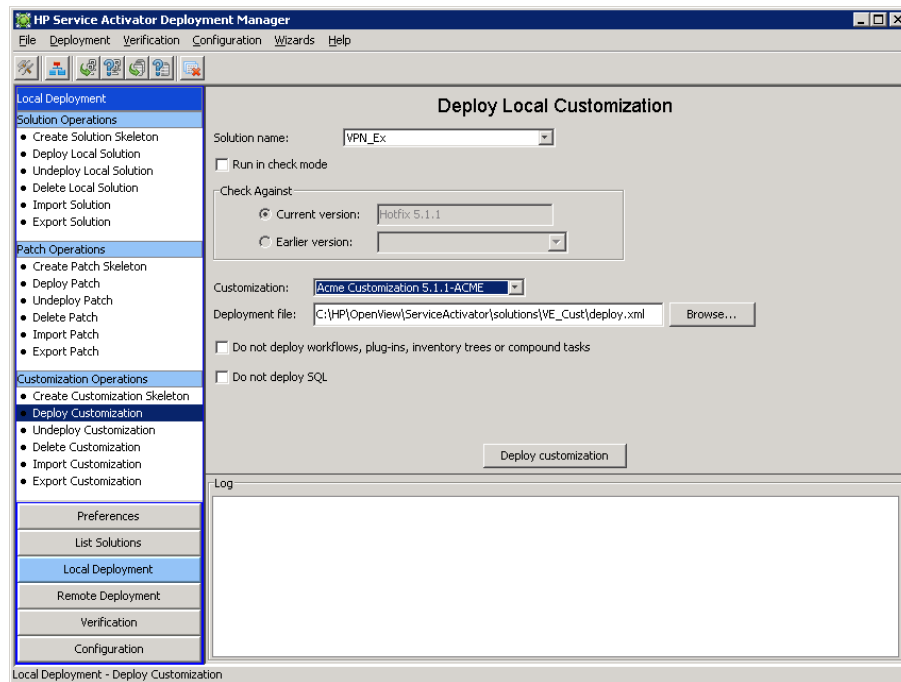 HP Service Activator Deployment Manager
File Deployment Verification Configuration Wizards Help
Local Deployment
Solution Operations
• Create Solution Skeleton
• Deploy Local Solution
• Undeploy Local Solution
• Delete Local Solution
• Import Solution
• Export Solution
Patch Operations
• Create Patch Skeleton
• Deploy Patch
• Undeploy Patch
• Delete Patch
• Import Patch
• Export Patch
Customization Operations
• Create Customization Skeleton
• Deploy Customization
• Undeploy Customization
• Delete Customization
• Import Customization
• Export Customization
Preferences
List Solutions
Local Deployment
Remote Deployment
Verification
Configuration
Deploy Local Customization
Solution name: VPN_Ex
Run in check mode
Check Against
Current version: Hotfix 5.1.1
Earlier version:
Customization: Acme Customization 5.1.1-ACME
Deployment file: C:\HP\OpenView\ServiceActivator\solutions\VE_Cust\deploy.xml Browse...
Do not deploy workflows, plug-ins, inventory trees or compound tasks
Do not deploy SQL
Deploy customization
Log
Local Deployment - Deploy Customization